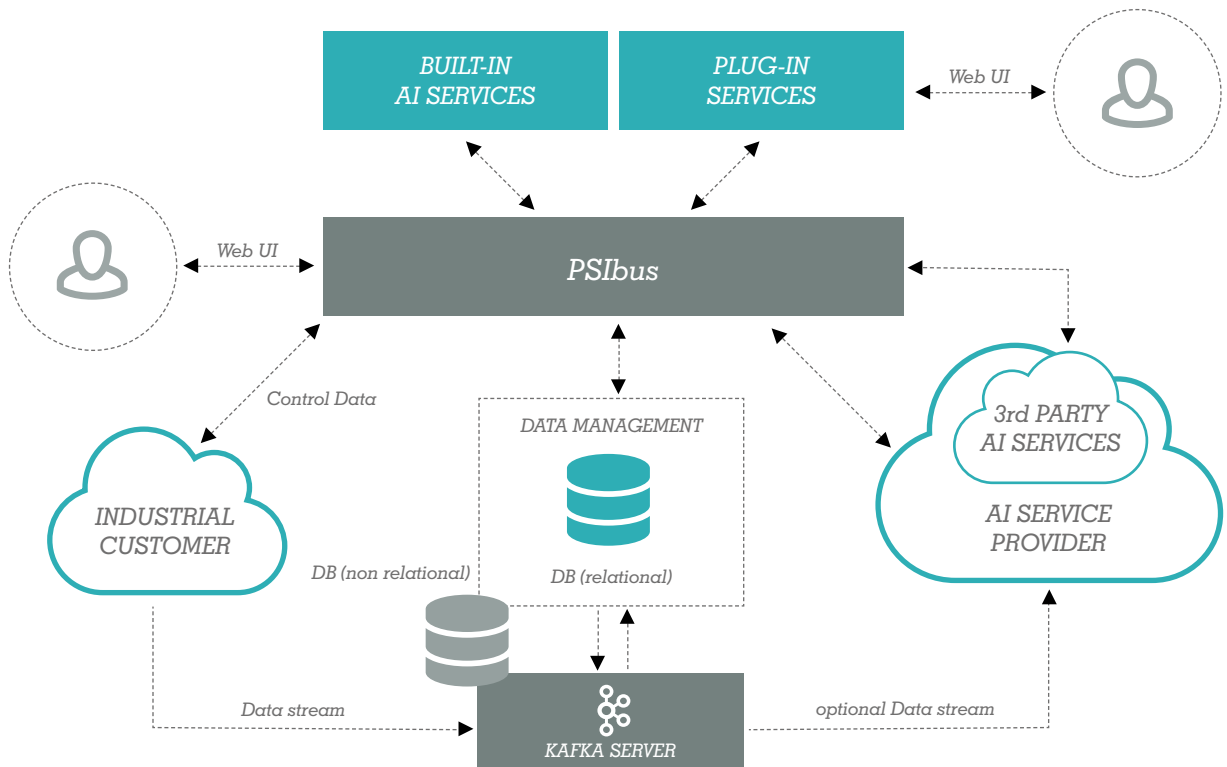 BUILT-IN
AI SERVICES
PLUG-IN
SERVICES
Web UI
Web UI
PSIbus
Control Data
DATA MANAGEMENT
3rd PARTY
AI SERVICES
INDUSTRIAL
CUSTOMER
AI SERVICE
PROVIDER
DB (non relational)
DB (relational)
Data stream
optional Data stream
KAFKA SERVER